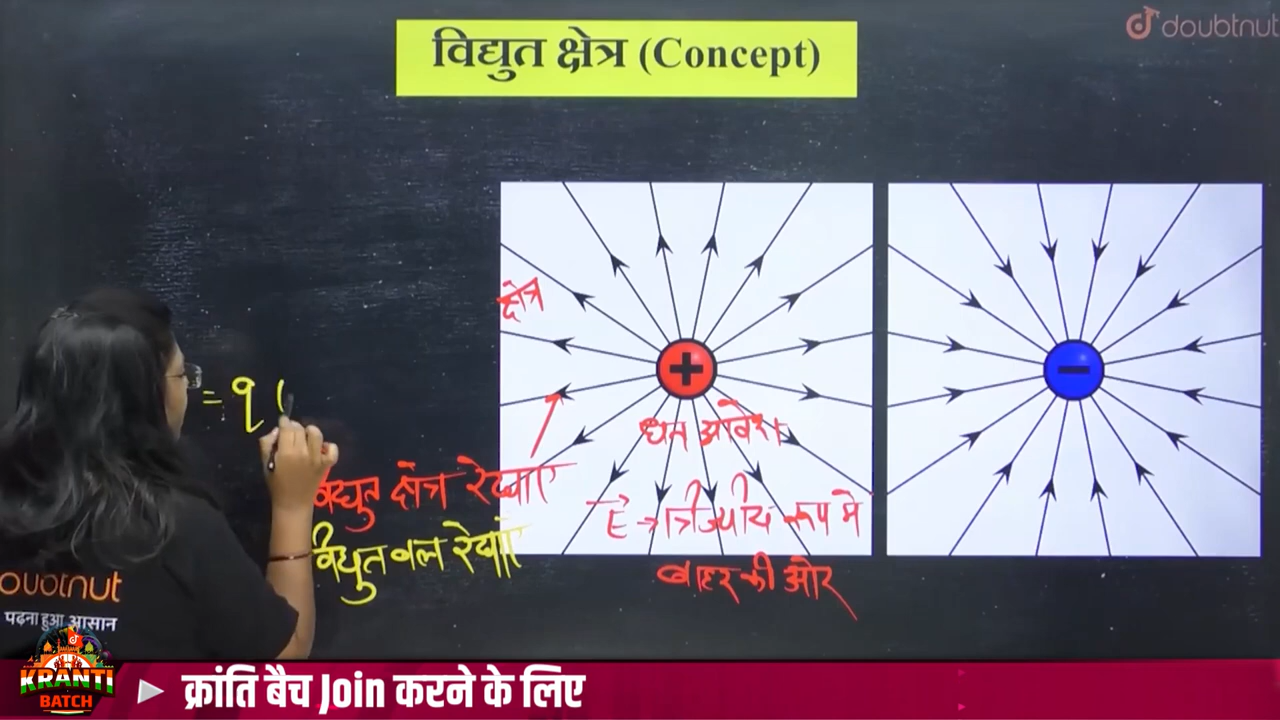 विद्युत क्षेत्र (Concept)
doubtnut
क्षेत्र
+
-
= q (
धन आवेश
विद्युत क्षेत्र रेखाएं
E → त्रिज्यीय रूप मे
विद्युत बल रेखाएं
बाहर की ओर
doubtnut
पढ़ना हुआ आसान
KRANTI
BATCH
क्रांति बैच Join करने के लिए